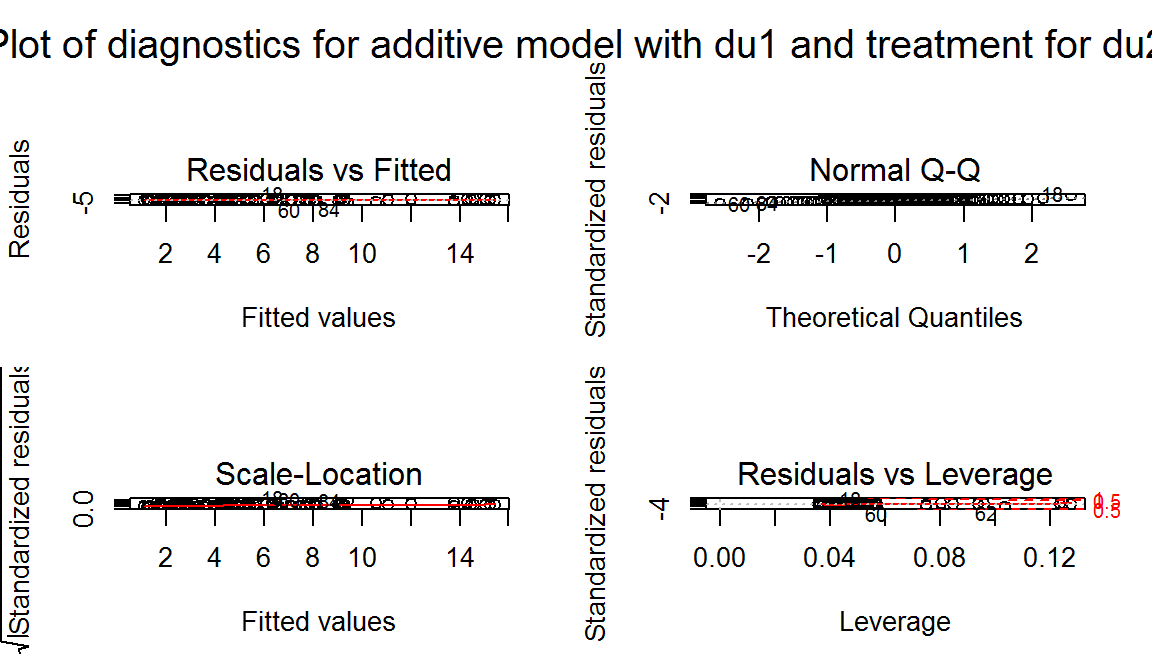 Plot of diagnostics for additive model with du1 and treatment for du2
Residuals vs Fitted
Residuals
-5
18
60
84
2 4 6 8 10 14
Fitted values
Normal Q-Q
Standardized residuals
-2
60 84
18
-2 -1 0 1 2
Theoretical Quantiles
Scale-Location
√|Standardized residuals
0.0
18
60
84
2 4 6 8 10 14
Fitted values
Residuals vs Leverage
Standardized residuals
-4
18
60
62
0.5
0.5
0.00 0.04 0.08 0.12
Leverage